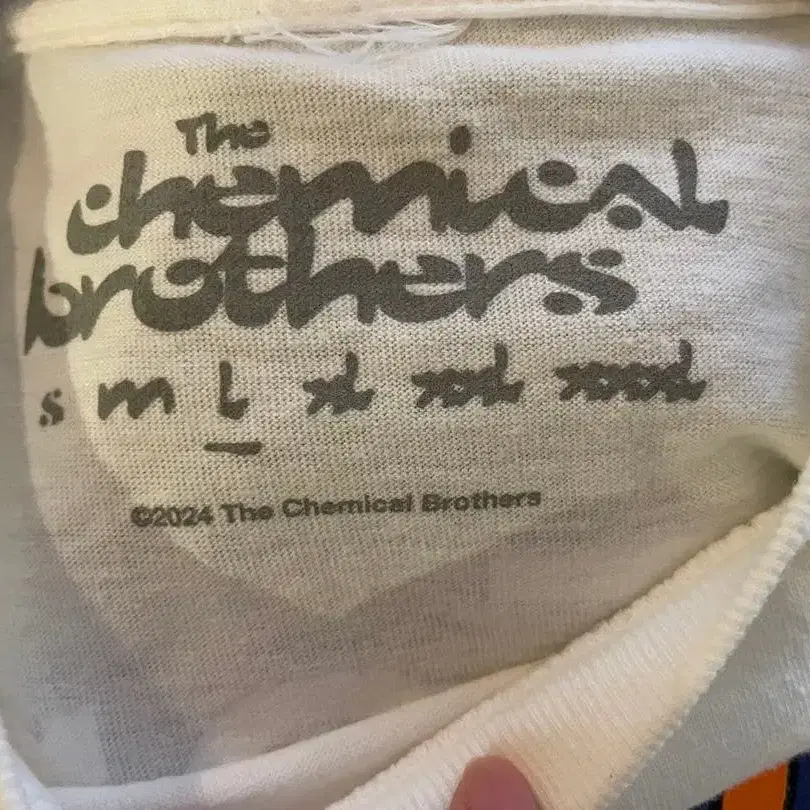 The
chemical
brothers
s m l xl xxl xxxl
©2024 The Chemical Brothers